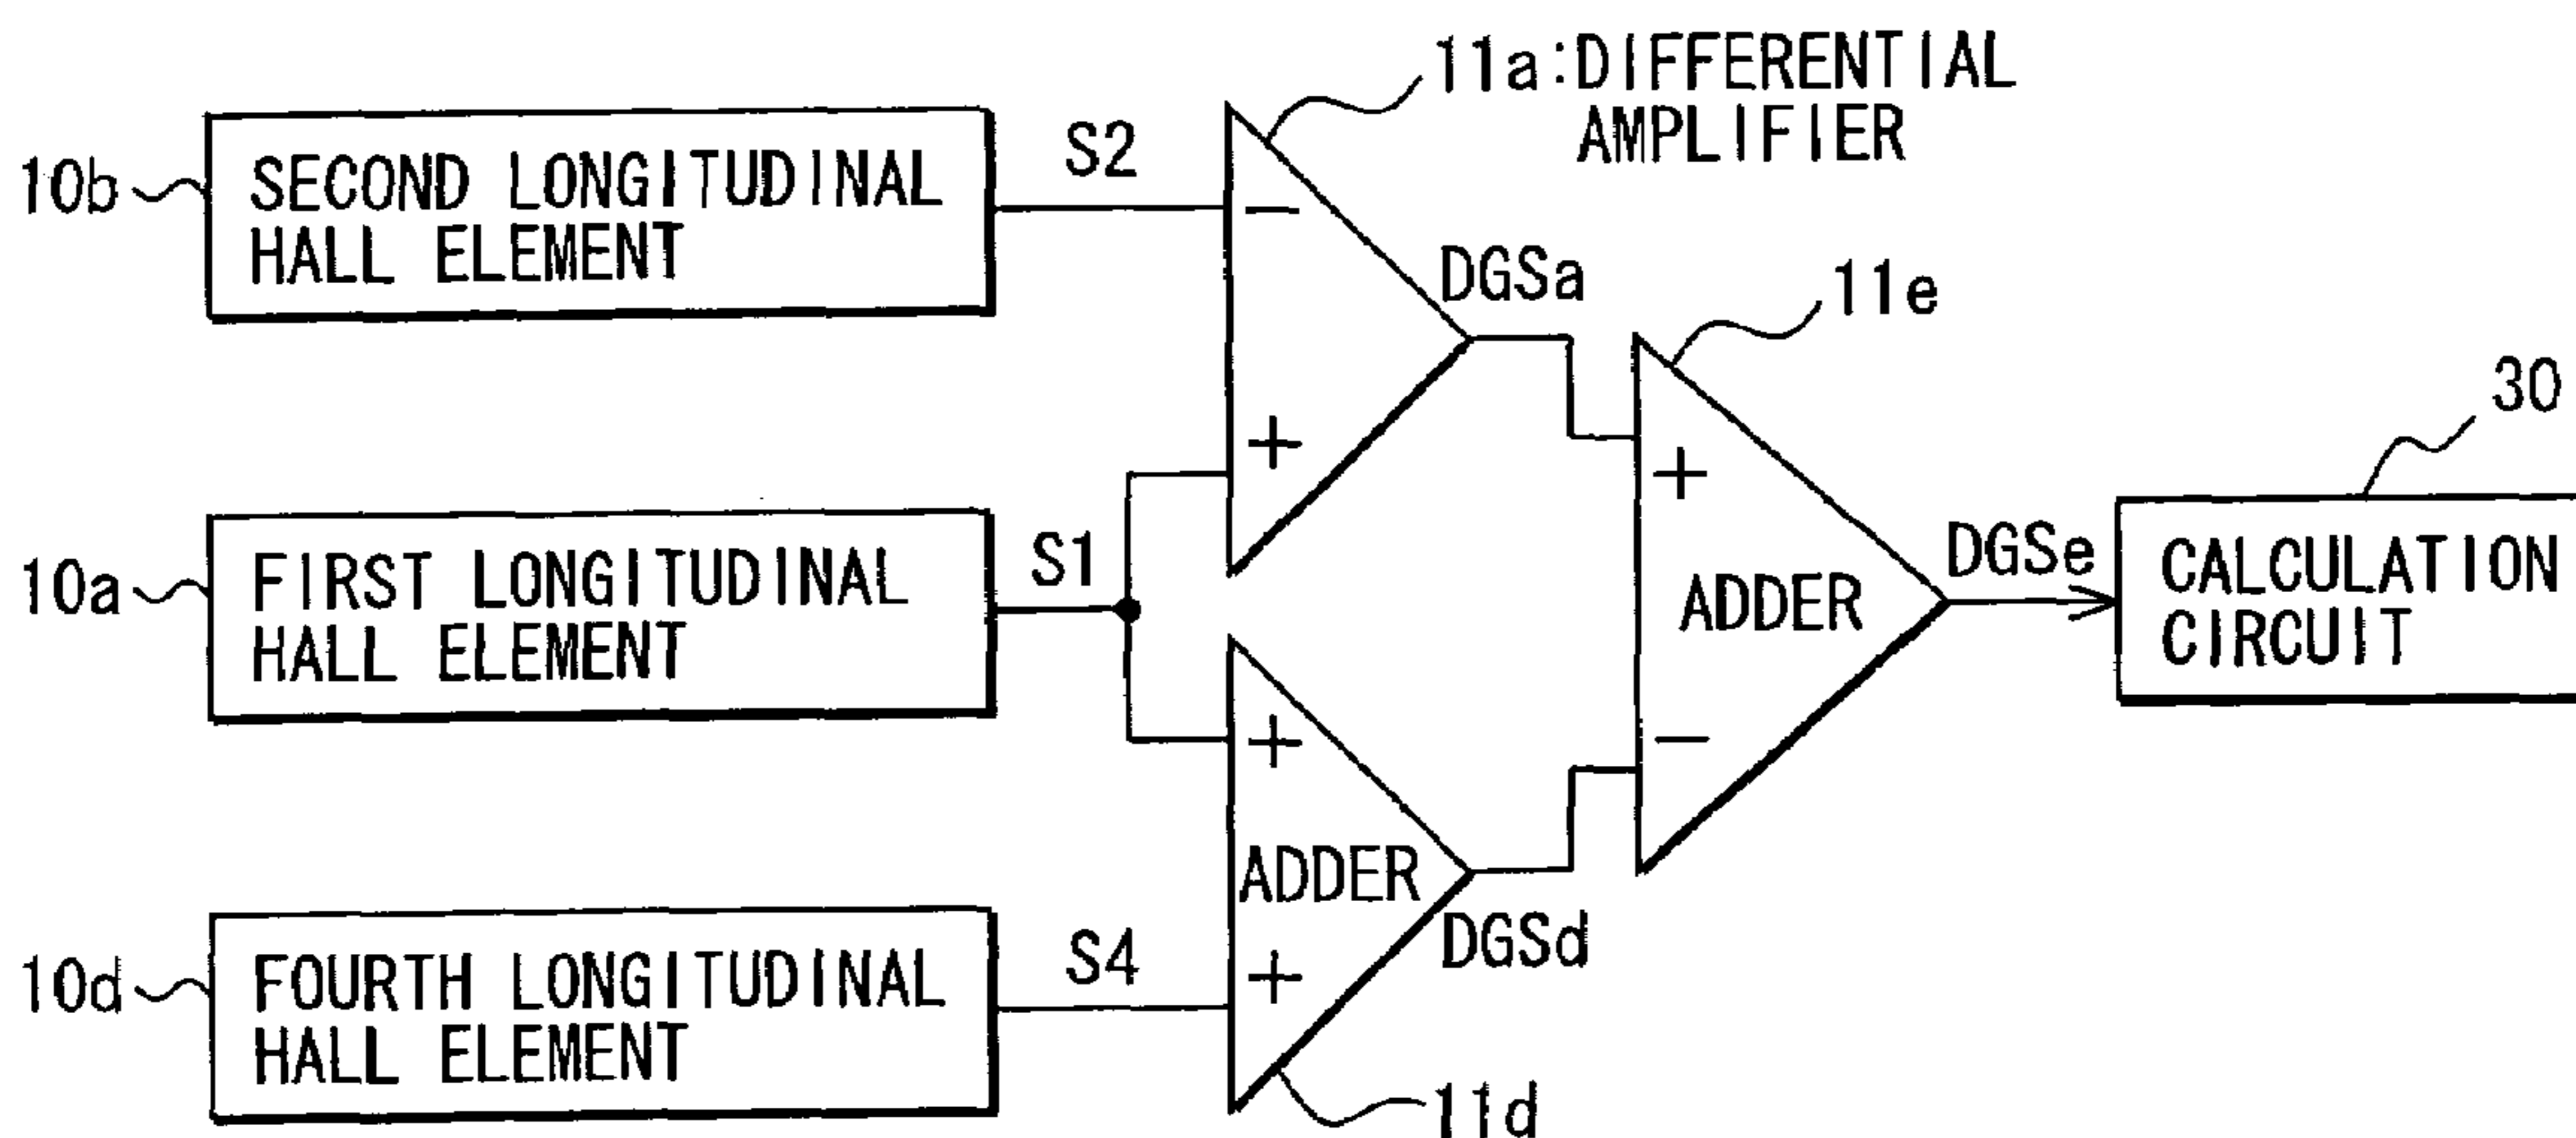 11a:DIFFERENTIAL
AMPLIFIER
10b
SECOND LONGITUDINAL
HALL ELEMENT
S2
−
+
DGSa
11e
30
10a
FIRST LONGITUDINAL
HALL ELEMENT
S1
+
ADDER
−
DGSe
CALCULATION
CIRCUIT
+
ADDER
+
DGSd
10d
FOURTH LONGITUDINAL
HALL ELEMENT
S4
11d